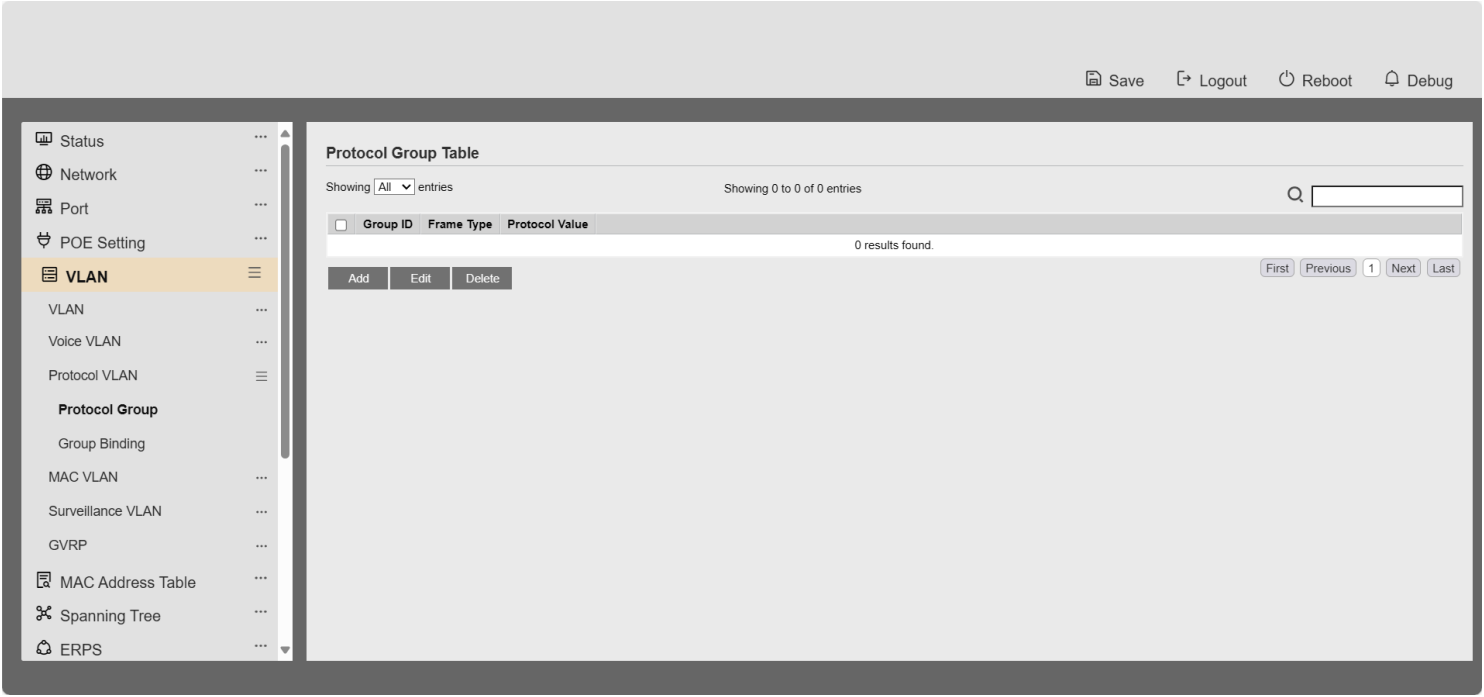 Save Logout Reboot Debug
Status
Network
Port
POE Setting
VLAN
VLAN
Voice VLAN
Protocol VLAN
Protocol Group
Group Binding
MAC VLAN
Surveillance VLAN
GVRP
MAC Address Table
Spanning Tree
ERPS
Protocol Group Table
Showing All entries
Showing 0 to 0 of 0 entries
Group ID Frame Type Protocol Value
0 results found.
Add Edit Delete
First Previous 1 Next Last